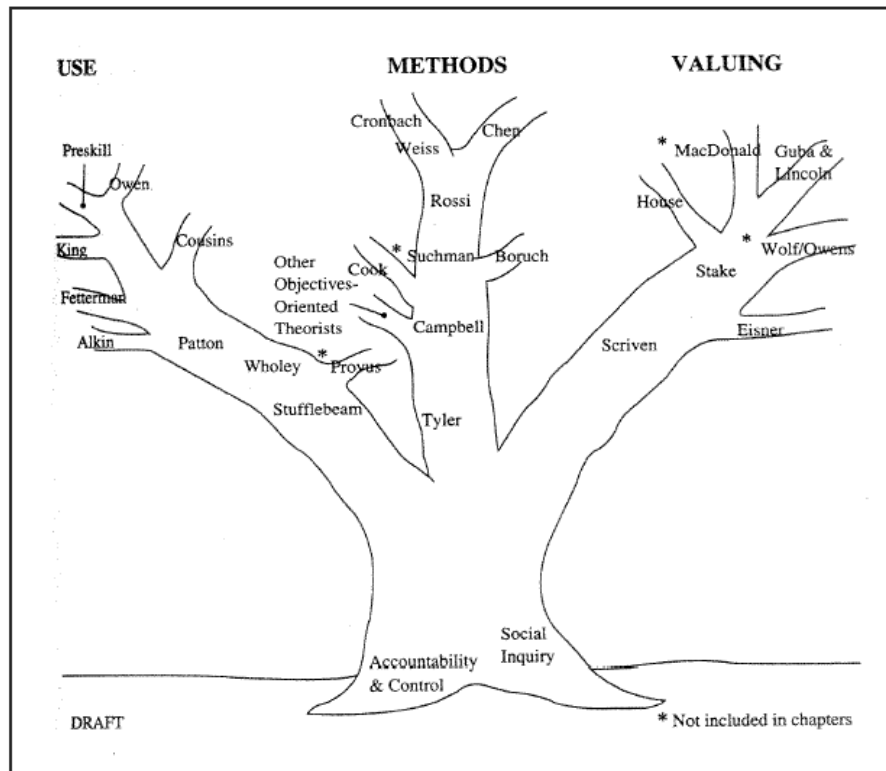 USE
METHODS
VALUING
Preskill
Owen.
King
Cousins
Fetterman
Alkin
Patton
Wholey
* Provus
Stufflebeam
Cronbach
Weiss
Chen
Rossi
* Suchman
Boruch
Cook
Other
Objectives-
Oriented
Theorists
Campbell
Tyler
* MacDonald
Guba &
Lincoln
House
* Wolf/Owens
Stake
Eisner
Scriven
Social
Inquiry
Accountability
& Control
DRAFT
* Not included in chapters